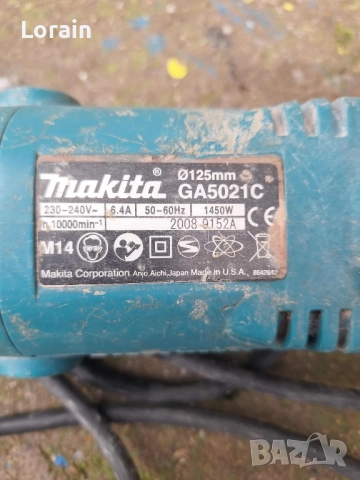 Lorain
makita® Ø125mm
GA5021C
230-240V~ 6.4A 50-60Hz 1450W
n 10000min⁻¹ 2008 9152A
M14 S CE
Makita Corporation Anjo, Aichi, Japan Made in U.S.A.
BAZAR